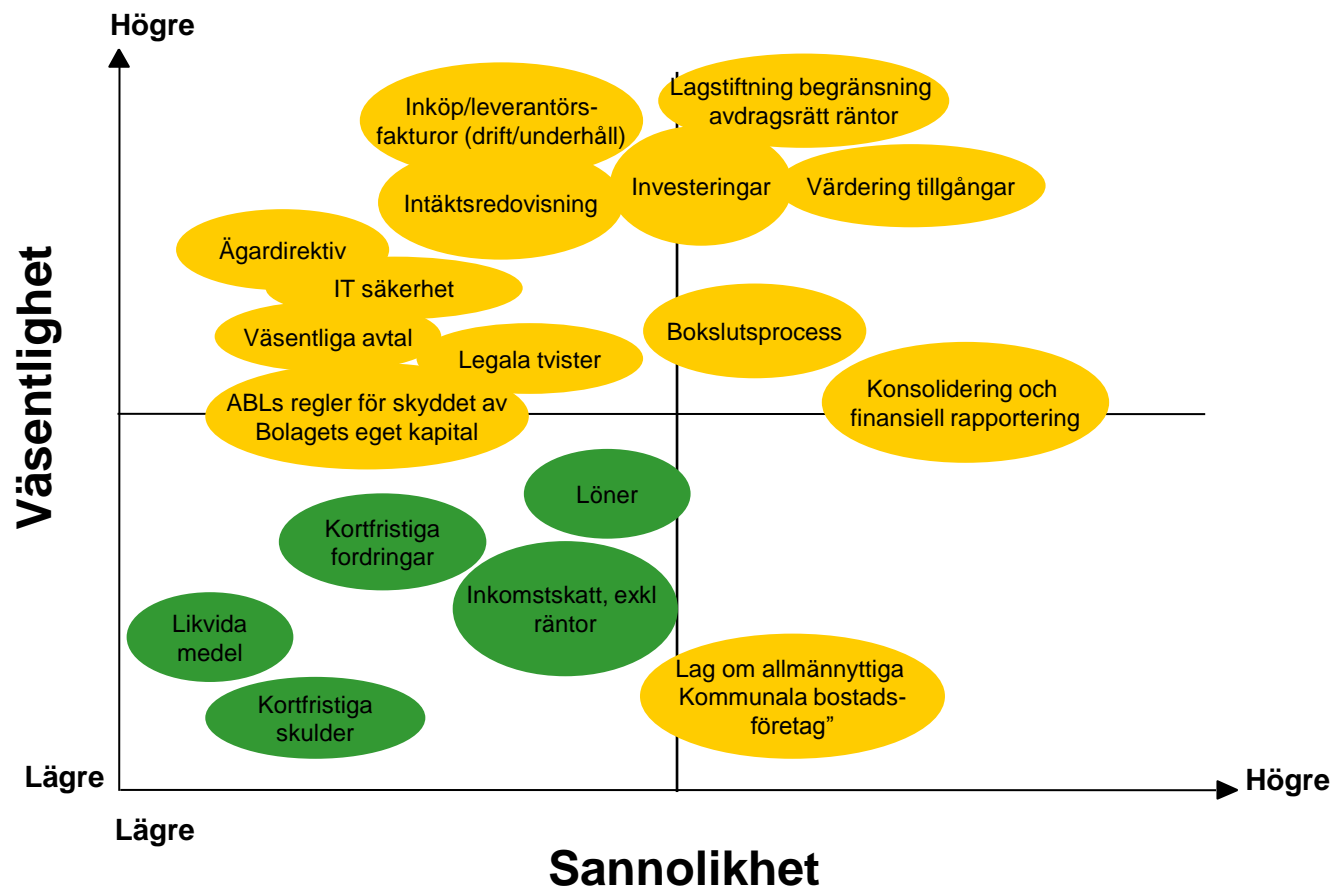 Högre
Lagstiftning begränsning
avdragsrätt räntor
Inköp/leverantörs-
fakturor (drift/underhåll)
Investeringar
Värdering tillgångar
Intäktsredovisning
Ägardirektiv
IT säkerhet
Väsentliga avtal
Bokslutsprocess
Legala tvister
Konsolidering och
finansiell rapportering
ABLs regler för skyddet av
Bolagets eget kapital
Väsentlighet
Löner
Kortfristiga
fordringar
Inkomstskatt, exkl
räntor
Likvida
medel
Lag om allmännyttiga
Kommunala bostads-
företag”
Kortfristiga
skulder
Lägre
Högre
Lägre
Sannolikhet